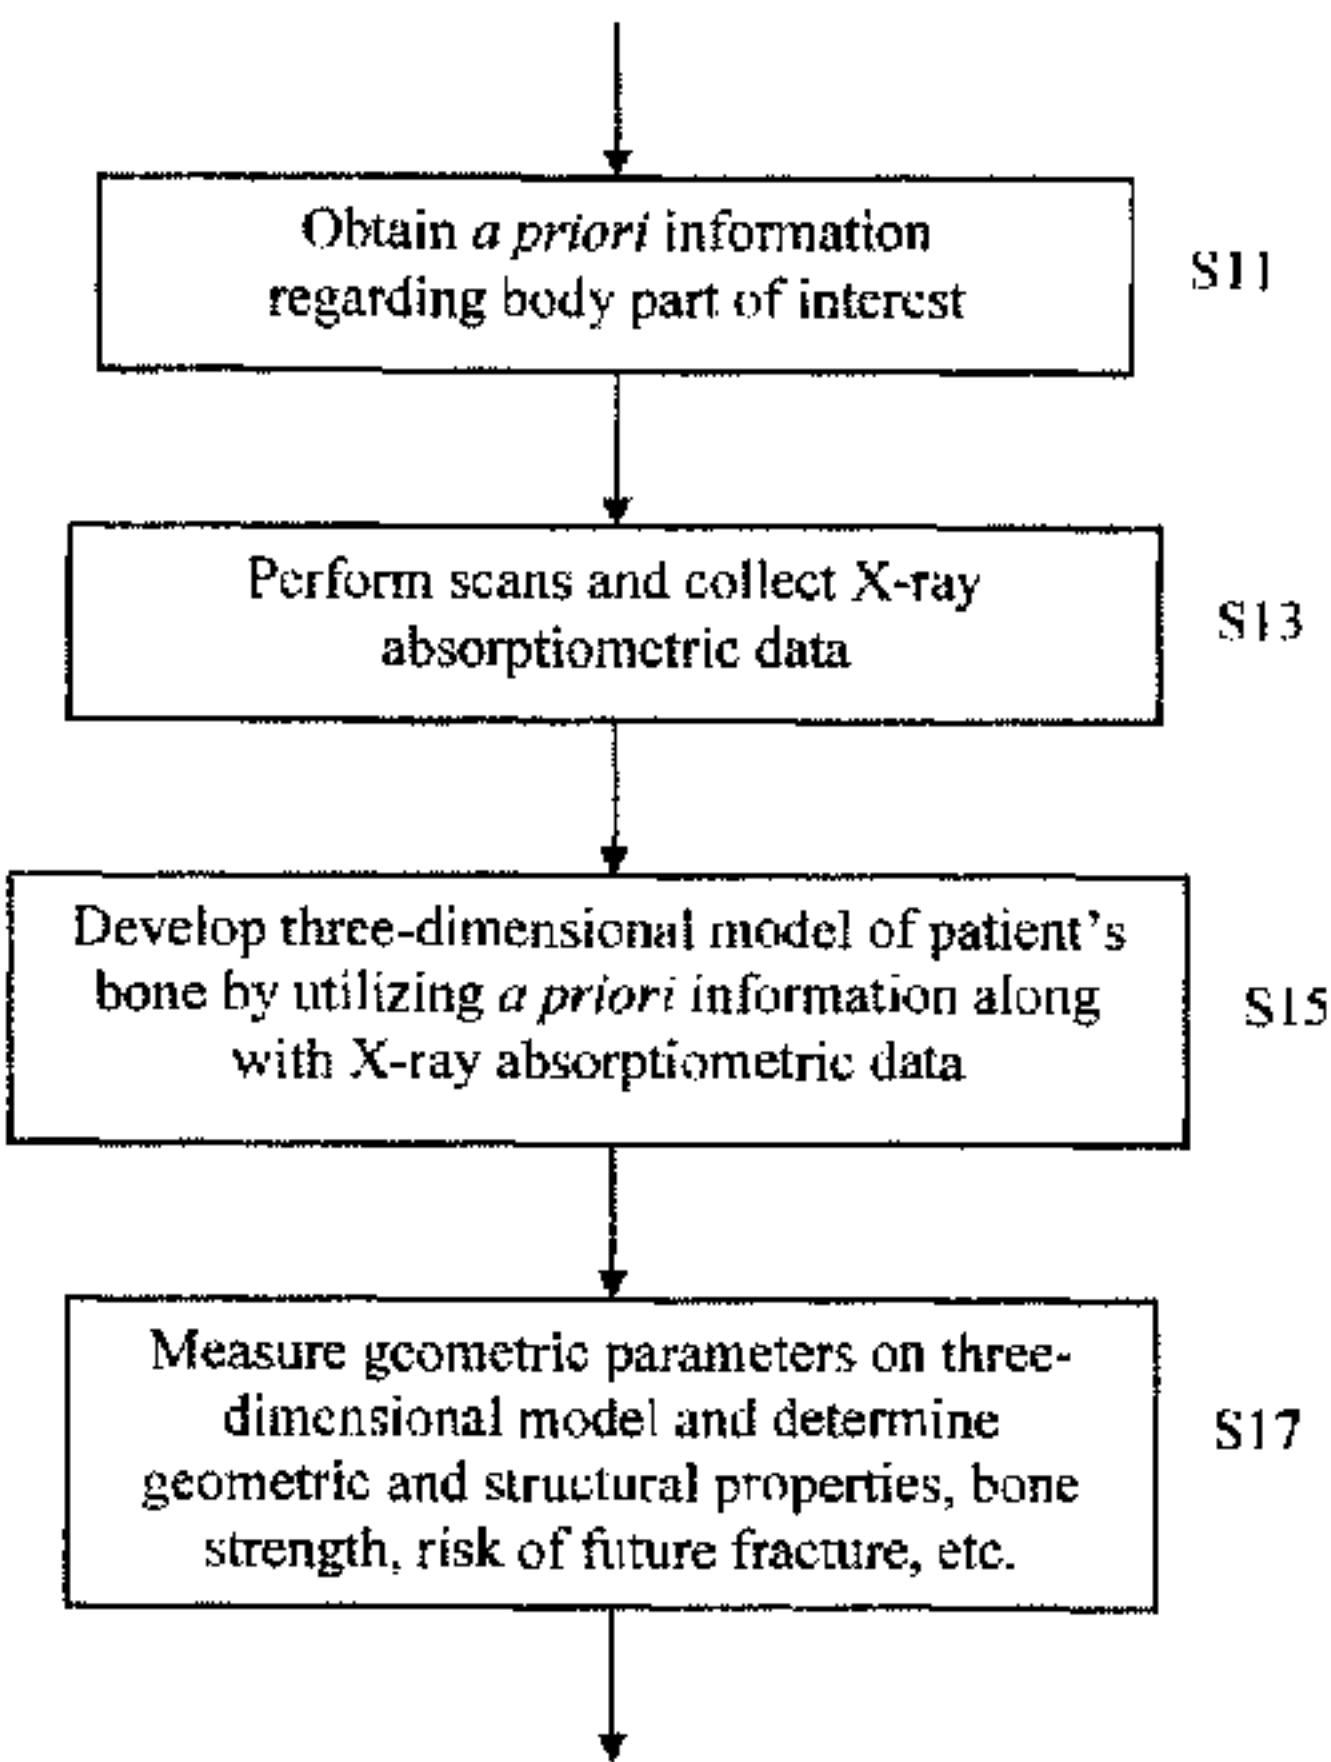 Obtain a priori information
regarding body part of interest
S11
Perform scans and collect X-ray
absorptiometric data
S13
Develop three-dimensional model of patient's
bone by utilizing a priori information along
with X-ray absorptiometric data
S15
Measure geometric parameters on three-
dimensional model and determine
geometric and structural properties, bone
strength, risk of future fracture, etc.
S17